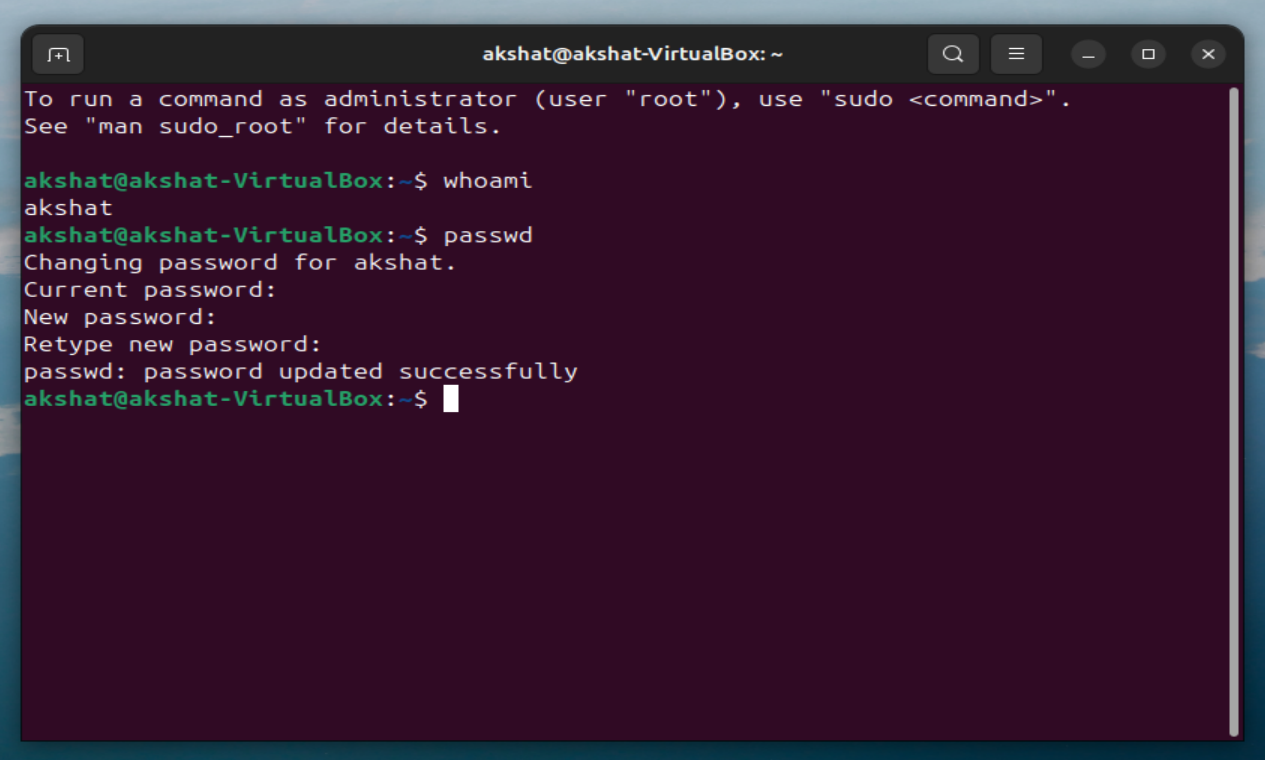 akshat@akshat-VirtualBox: ~
To run a command as administrator (user "root"), use "sudo <command>".
See "man sudo_root" for details.
akshat@akshat-VirtualBox:~$ whoami
akshat
akshat@akshat-VirtualBox:~$ passwd
Changing password for akshat.
Current password:
New password:
Retype new password:
passwd: password updated successfully
akshat@akshat-VirtualBox:~$